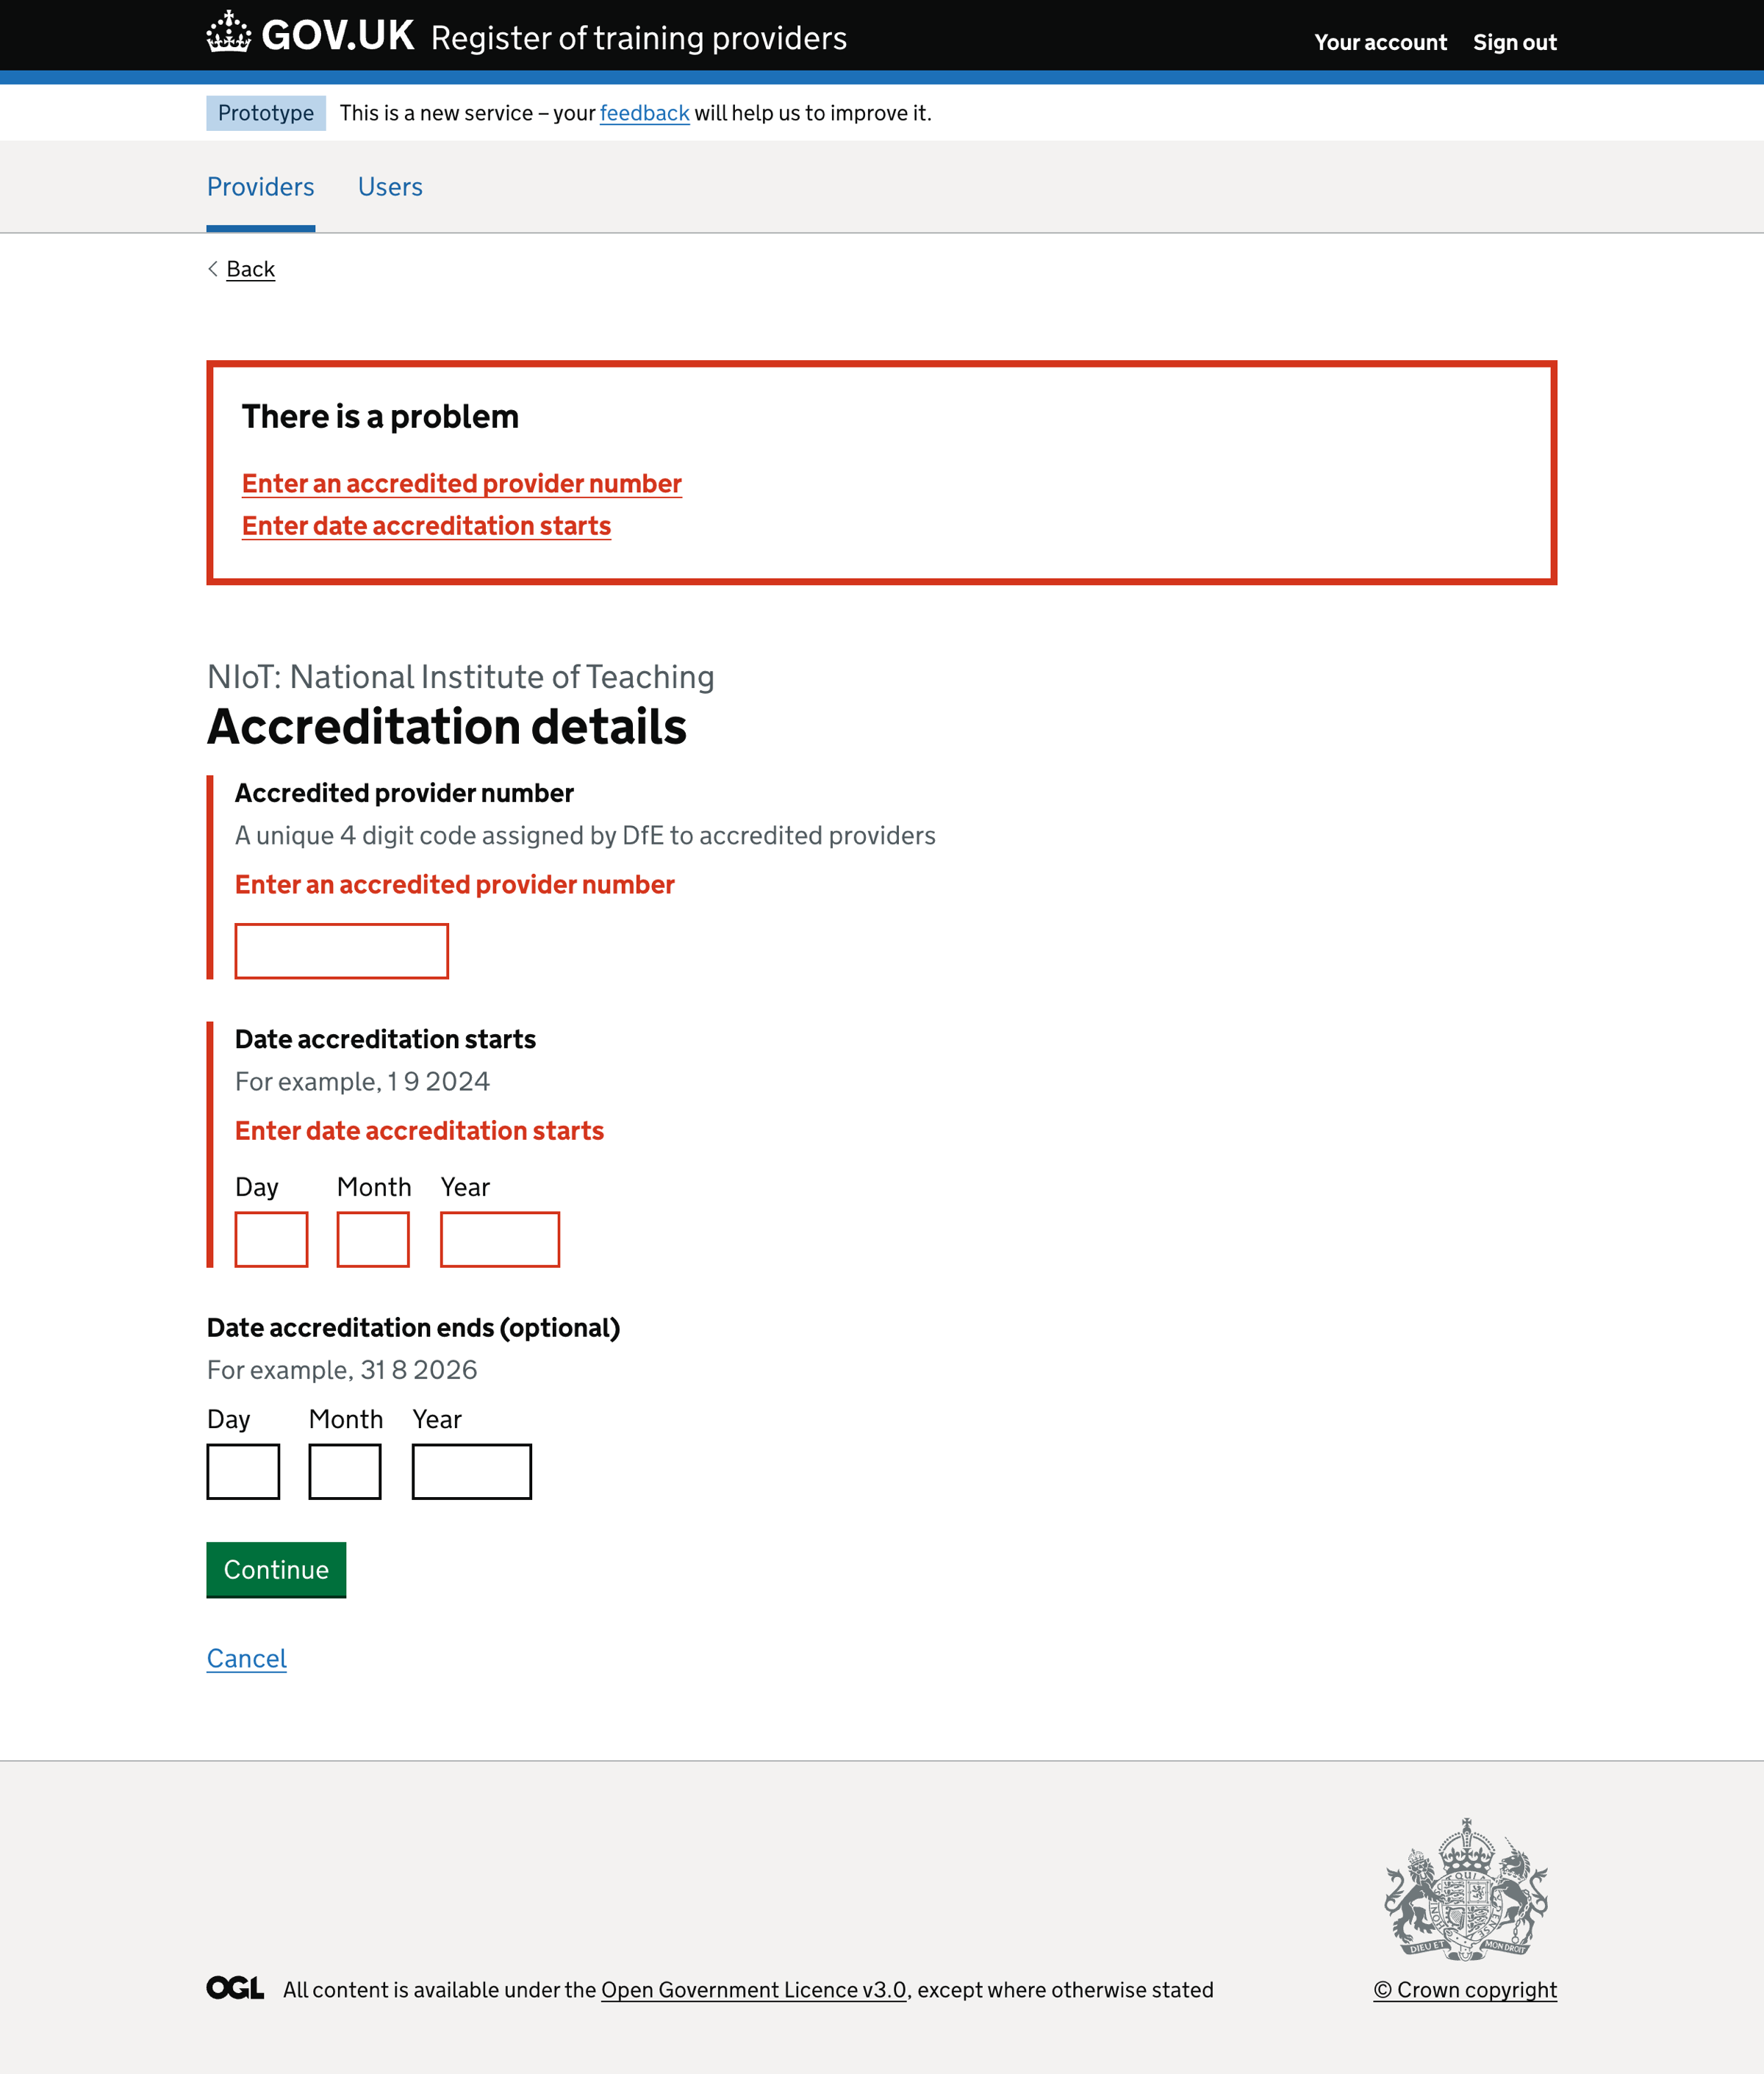 GOV.UK Register of training providers
Your account Sign out
Prototype This is a new service – your feedback will help us to improve it.
Providers Users
Back
There is a problem
Enter an accredited provider number
Enter date accreditation starts
NIoT: National Institute of Teaching
Accreditation details
Accredited provider number
A unique 4 digit code assigned by DfE to accredited providers
Enter an accredited provider number
Date accreditation starts
For example, 1 9 2024
Enter date accreditation starts
Day Month Year
Date accreditation ends (optional)
For example, 31 8 2026
Day Month Year
Continue
Cancel
DIEU ET MON DROIT
OGL All content is available under the Open Government Licence v3.0, except where otherwise stated
© Crown copyright